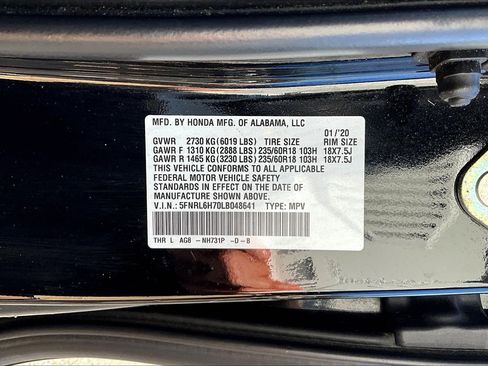 MFD. BY HONDA MFG. OF ALABAMA, LLC
01/'20
GVWR 2730 KG (6019 LBS) TIRE SIZE RIM SIZE
GAWR F 1310 KG (2888 LBS) 235/60R18 103H 18X7.5J
GAWR R 1465 KG (3230 LBS) 235/60R18 103H 18X7.5J
THIS VEHICLE CONFORMS TO ALL APPLICABLE
FEDERAL MOTOR VEHICLE SAFETY
STANDARDS IN EFFECT ON THE DATE OF
MANUFACTURE SHOWN ABOVE.
V.I.N.: 5FNRL6H70LB048641 TYPE: MPV
THR L AG8 -NH731P -D-B